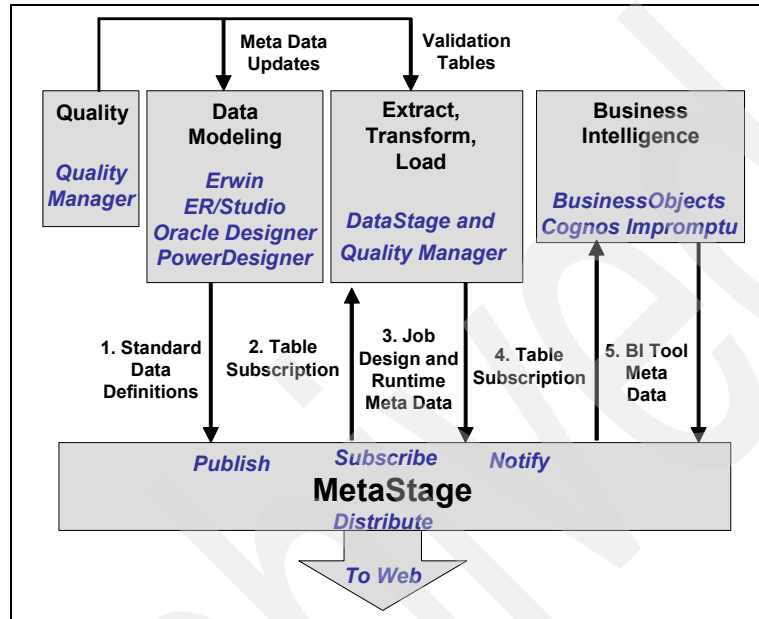 Meta Data
Updates
Validation
Tables
Quality
Quality
Manager
Data
Modeling
Erwin
ER/Studio
Oracle Designer
PowerDesigner
Extract,
Transform,
Load
DataStage and
Quality Manager
Business
Intelligence
BusinessObjects
Cognos Impromptu
1. Standard
Data
Definitions
2. Table
Subscription
3. Job
Design and
Runtime
Meta Data
4. Table
Subscription
5. BI Tool
Meta
Data
Publish
Subscribe
Notify
MetaStage
Distribute
To Web